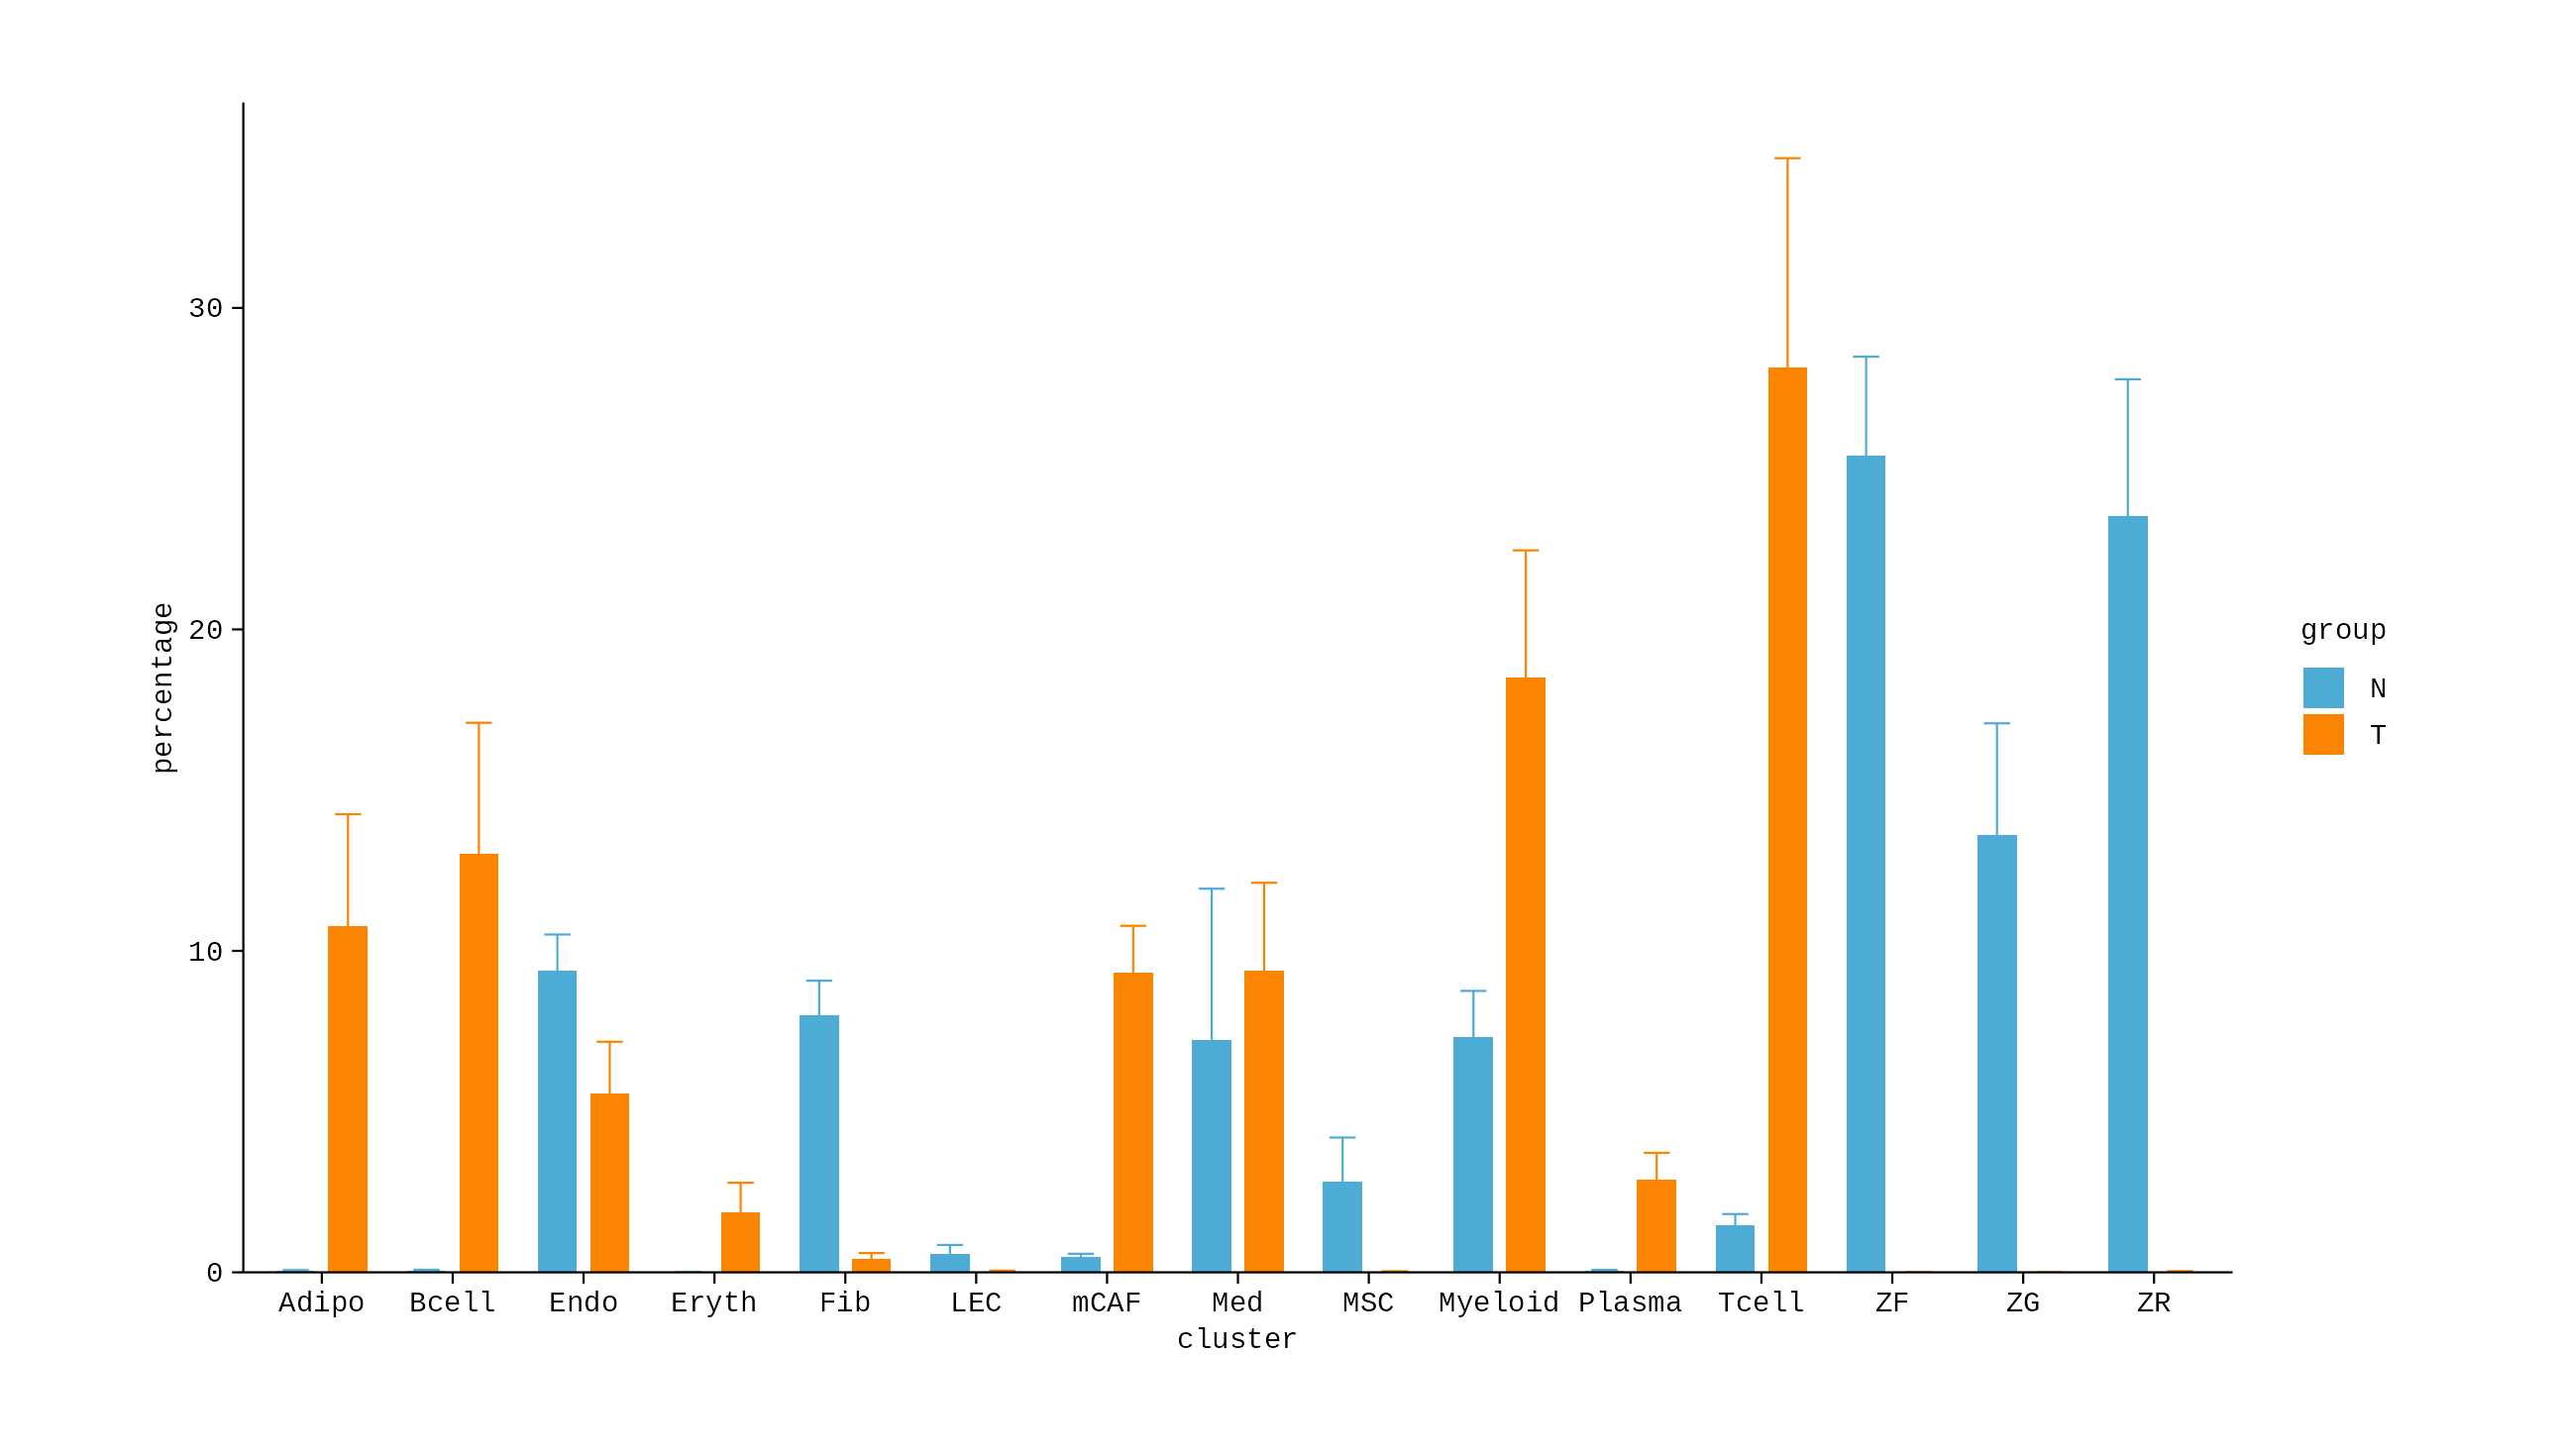 percentage
30
20
10
0
Adipo Bcell Endo Eryth Fib LEC mCAF Med MSC Myeloid Plasma Tcell ZF ZG ZR
cluster
group
N
T